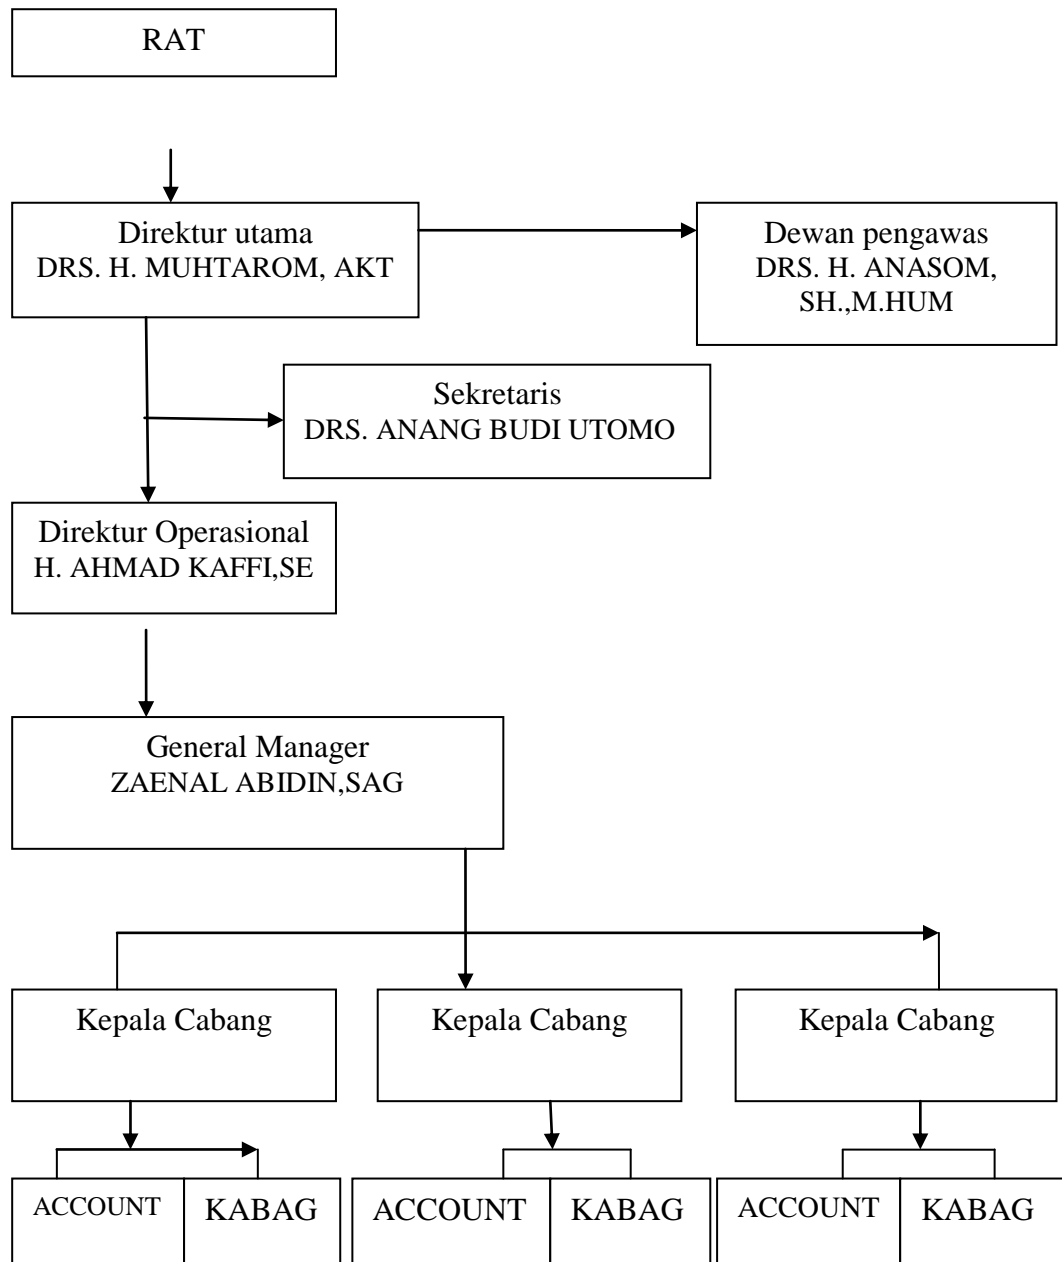 RAT
Direktur utama
DRS. H. MUHTAROM, AKT
Dewan pengawas
DRS. H. ANASOM,
SH.,M.HUM
Sekretaris
DRS. ANANG BUDI UTOMO
Direktur Operasional
H. AHMAD KAFFI,SE
General Manager
ZAENAL ABIDIN,SAG
Kepala Cabang
Kepala Cabang
Kepala Cabang
ACCOUNT
KABAG
ACCOUNT
KABAG
ACCOUNT
KABAG